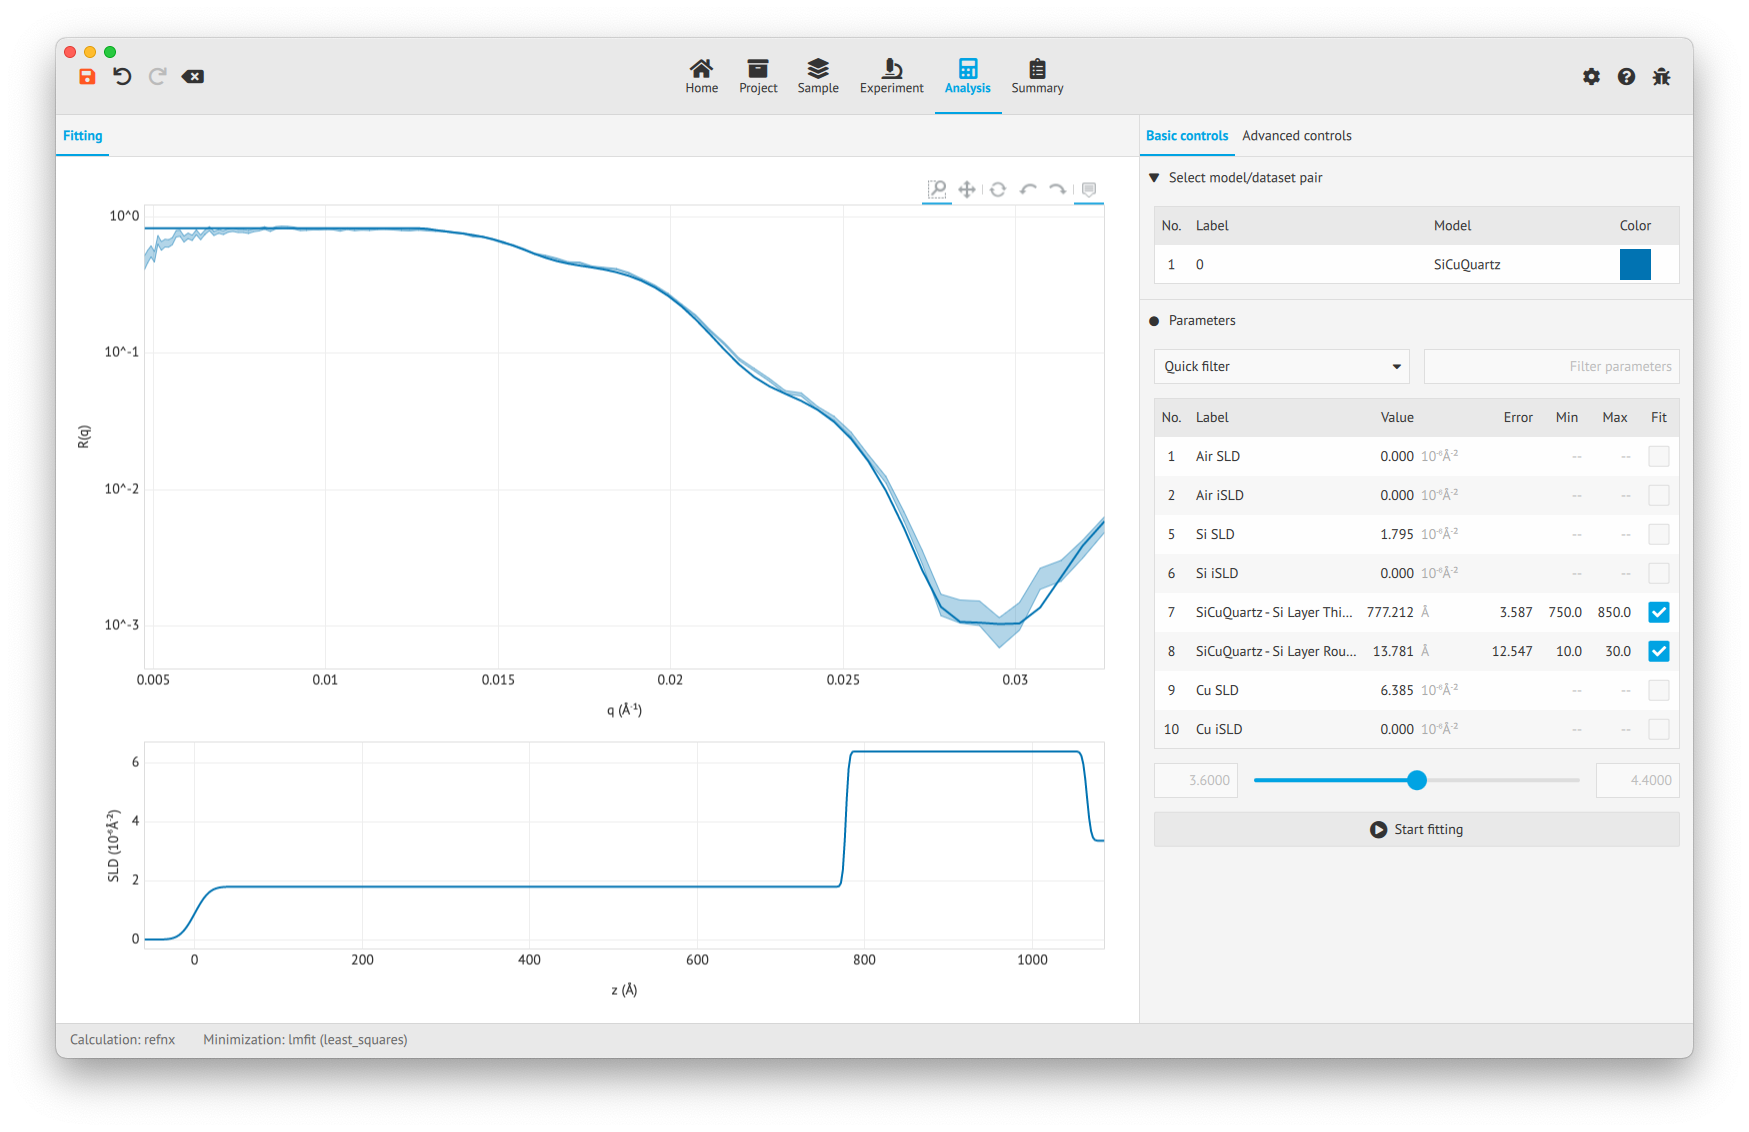 Home Project Sample Experiment Analysis Summary
Fitting
Basic controls Advanced controls
Select model/dataset pair
No. Label Model Color
1 0 SiCuQuartz
Parameters
Quick filter Filter parameters
No. Label Value Error Min Max Fit
1 Air SLD 0.000 10⁻⁶Å⁻² -- --
2 Air iSLD 0.000 10⁻⁶Å⁻² -- --
5 Si SLD 1.795 10⁻⁶Å⁻² -- --
6 Si iSLD 0.000 10⁻⁶Å⁻² -- --
7 SiCuQuartz - Si Layer Thi... 777.212 Å 3.587 750.0 850.0
8 SiCuQuartz - Si Layer Rou... 13.781 Å 12.547 10.0 30.0
9 Cu SLD 6.385 10⁻⁶Å⁻² -- --
10 Cu iSLD 0.000 10⁻⁶Å⁻² -- --
3.6000 4.4000
Start fitting
10^0
10^-1
10^-2
10^-3
R(q)
0.005 0.01 0.015 0.02 0.025 0.03
q (Å⁻¹)
6
4
2
0
SLD (10⁻⁶Å⁻²)
0 200 400 600 800 1000
z (Å)
Calculation: refnx Minimization: lmfit (least_squares)